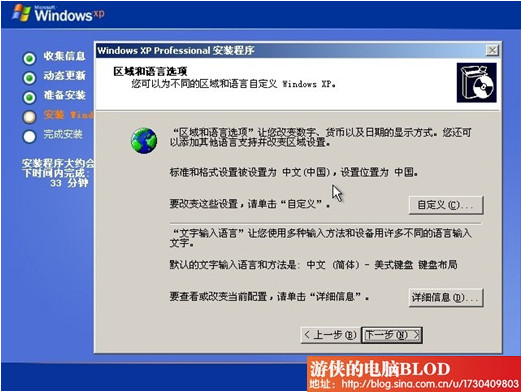 Microsoft
Windows xp
收集信息
动态更新
准备安装
安装 Wind
完成安装
安装程序大约会
下时间内完成:
33 分钟
Windows XP Professional 安装程序
区域和语言选项
您可以为不同的区域和语言自定义 Windows XP。
“区域和语言选项”让您改变数字、货币以及日期的显示方式。您还可
以添加其他语言支持并改变区域设置。
标准和格式设置被设置为 中文(中国)，设置位置为 中国。
要改变这些设置，请单击“自定义”。
自定义(C)...
“文字输入语言”让您使用多种输入方法和设备用许多不同的语言输入
文字。
默认的文字输入语言和方法是: 中文 (简体) - 美式键盘 键盘布局
要查看或改变当前配置，请单击“详细信息”。
详细信息(D)...
< 上一步(B)
下一步(N) >
游侠的电脑BLOD
地址：http://blog.sina.com.cn/u/1730409803